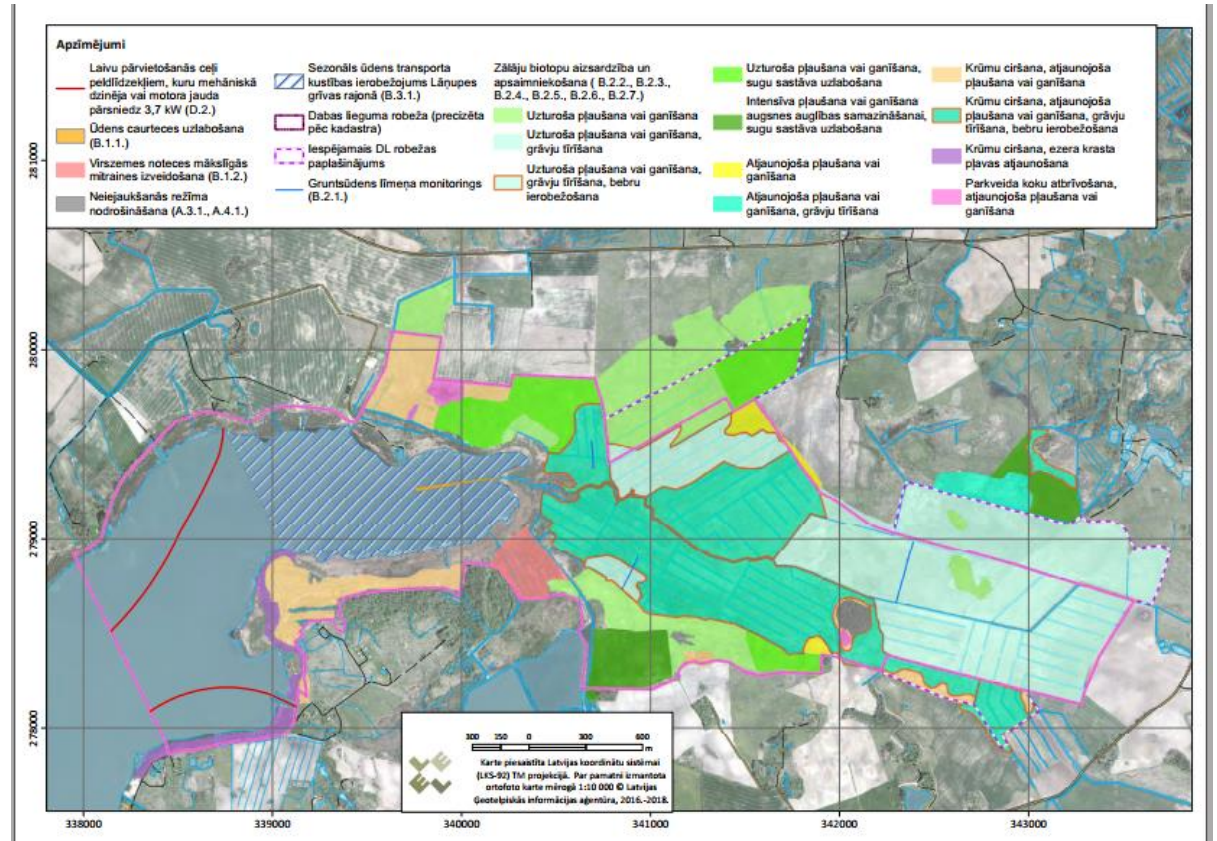 Apzīmējumi
Laivu pārvietošanās ceļi
peldlīdzekļiem, kuru mehāniskā
dzinēja vai motora jauda
pārsniedz 3,7 kW (D.2.)
Ūdens caurteces uzlabošana
(B.1.1.)
Virszemes noteces mākslīgās
mitraines izveidošana (B.1.2.)
Neiejaukšanās režīma
nodrošināšana (A.3.1., A.4.1.)
Sezonāls ūdens transporta
kustības ierobežojums Lāņupes
grīvas rajonā (B.3.1.)
Dabas lieguma robeža (precizēta
pēc kadastra)
Iespējamais DL robežas
paplašinājums
Gruntsūdens līmeņa monitorings
(B.2.1.)
Zālāju biotopu aizsardzība un
apsaimniekošana ( B.2.2., B.2.3.,
B.2.4., B.2.5., B.2.6., B.2.7.)
Uzturoša pļaušana vai ganīšana
Uzturoša pļaušana vai ganīšana,
grāvju tīrīšana
Uzturoša pļaušana vai ganīšana,
grāvju tīrīšana, bebru
ierobežošana
Uzturoša pļaušana vai ganīšana,
sugu sastāva uzlabošana
Intensīva pļaušana vai ganīšana
augsnes auglības samazināšanai,
sugu sastāva uzlabošana
Atjaunojoša pļaušana vai
ganīšana
Atjaunojoša pļaušana vai
ganīšana, grāvju tīrīšana
Krūmu ciršana, atjaunojoša
pļaušana vai ganīšana
Krūmu ciršana, atjaunojoša
pļaušana vai ganīšana, grāvju
tīrīšana, bebru ierobežošana
Krūmu ciršana, ezera krasta
pļavas atjaunošana
Parkveida koku atbrīvošana,
atjaunojoša pļaušana vai
ganīšana
281000
280000
279000
278000
300 150 0 300 600
m
Karte piesaistīta Latvijas koordinātu sistēmai
(LKS-92) TM projekcijā. Par pamatni izmantota
ortofoto karte mērogā 1:10 000 © Latvijas
Ģeotelpiskās informācijas aģentūra, 2016.-2018.
338000 339000 340000 341000 342000 343000